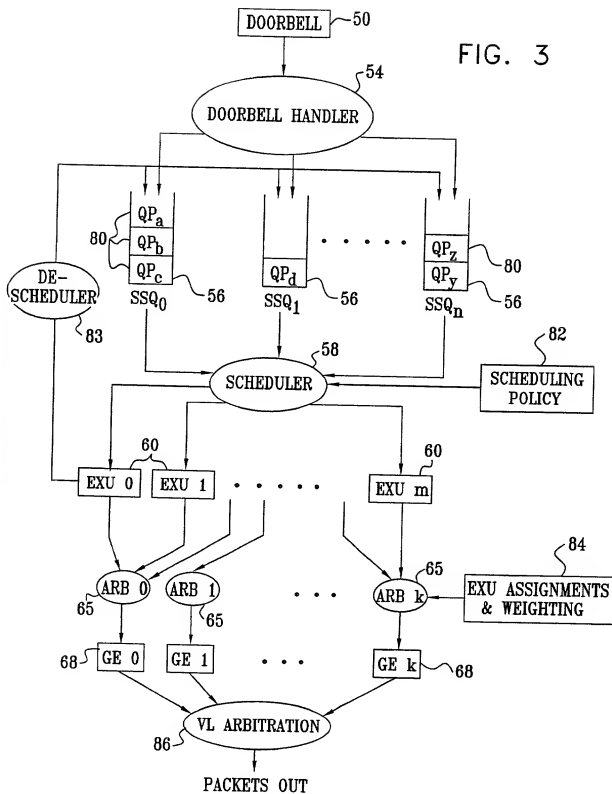 DOORBELL
50
FIG. 3
54
DOORBELL HANDLER
QPa
80
QPb
QPc
56
SSQ0
QPd
56
SSQ1
. . . . .
QPz
80
QPy
56
SSQn
DE-
SCHEDULER
83
58
SCHEDULER
82
SCHEDULING
POLICY
60
EXU 0
EXU 1
. . . . .
60
EXU m
ARB 0
65
ARB 1
65
. . .
65
ARB k
84
EXU ASSIGNMENTS
& WEIGHTING
68
GE 0
GE 1
. . .
GE k
68
VL ARBITRATION
86
PACKETS OUT